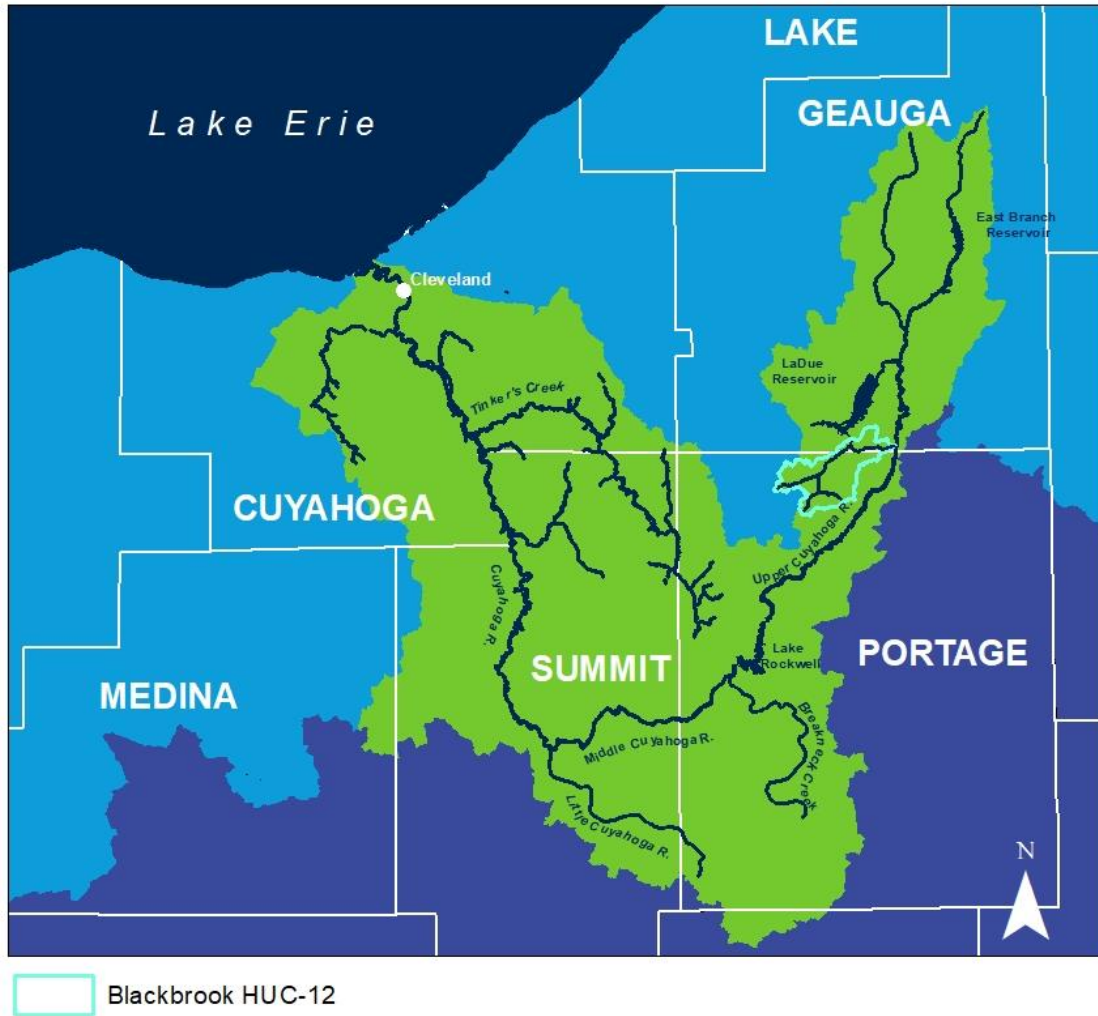 LAKE
GEAUGA
Lake Erie
East Branch
Reservoir
Cleveland
LaDue
Reservoir
Tinker's Creek
CUYAHOGA
Upper Cuyahoga R.
Cuyahoga R.
SUMMIT
Lake
Rockwell
PORTAGE
MEDINA
Breakneck Creek
Middle Cuyahoga R.
Little Cuyahoga R.
N
Blackbrook HUC-12